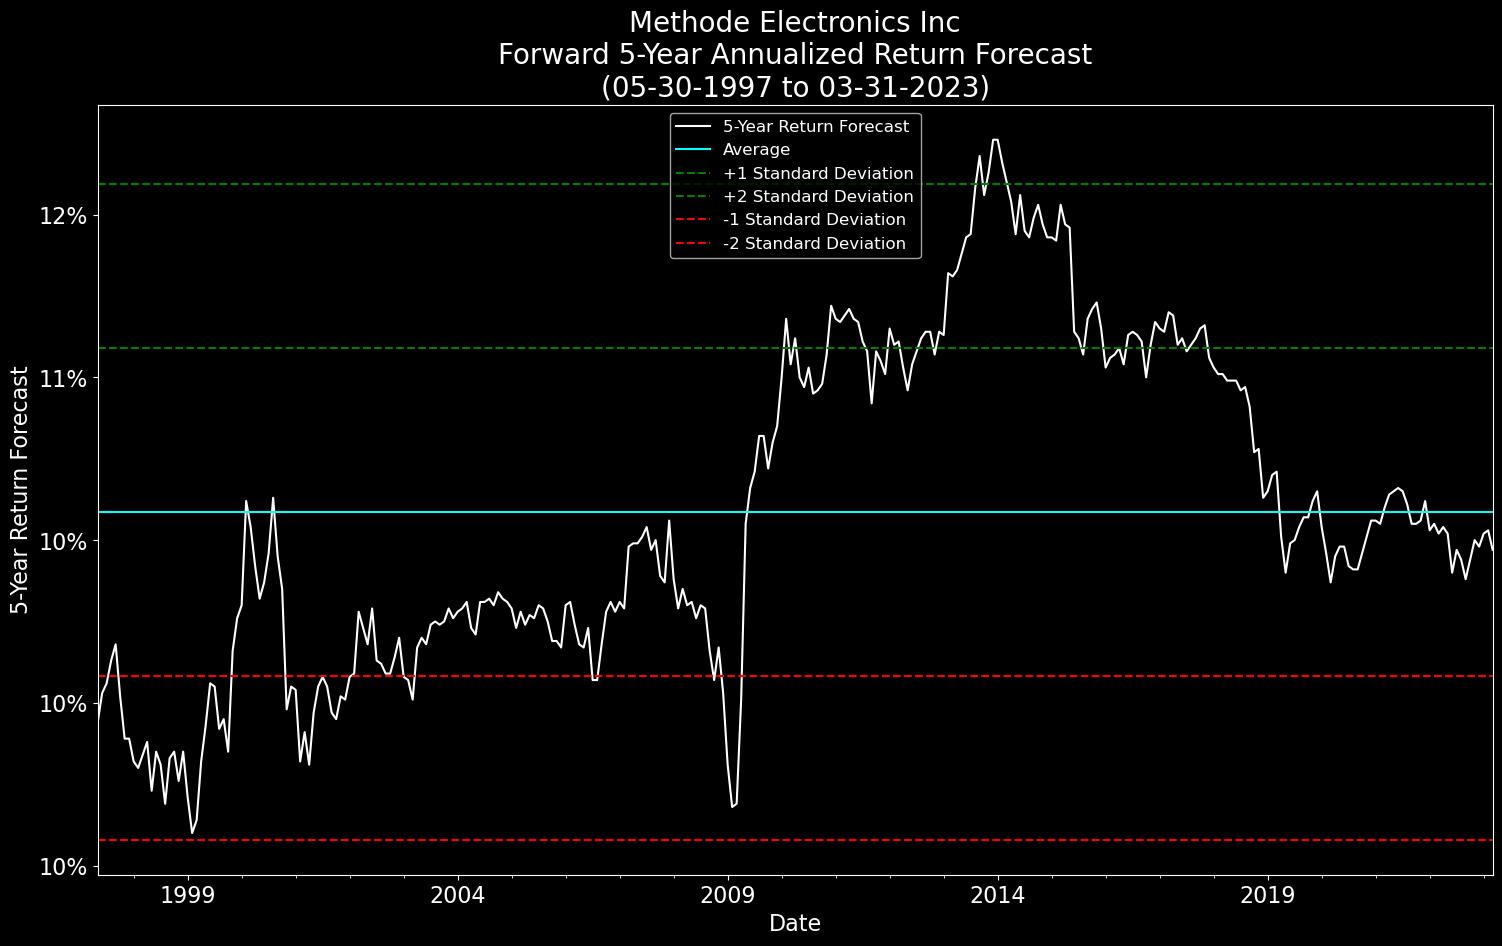 Methode Electronics Inc
Forward 5-Year Annualized Return Forecast
(05-30-1997 to 03-31-2023)
5-Year Return Forecast
Average
+1 Standard Deviation
+2 Standard Deviation
-1 Standard Deviation
-2 Standard Deviation
12%
11%
10%
10%
10%
5-Year Return Forecast
1999
2004
2009
2014
2019
Date